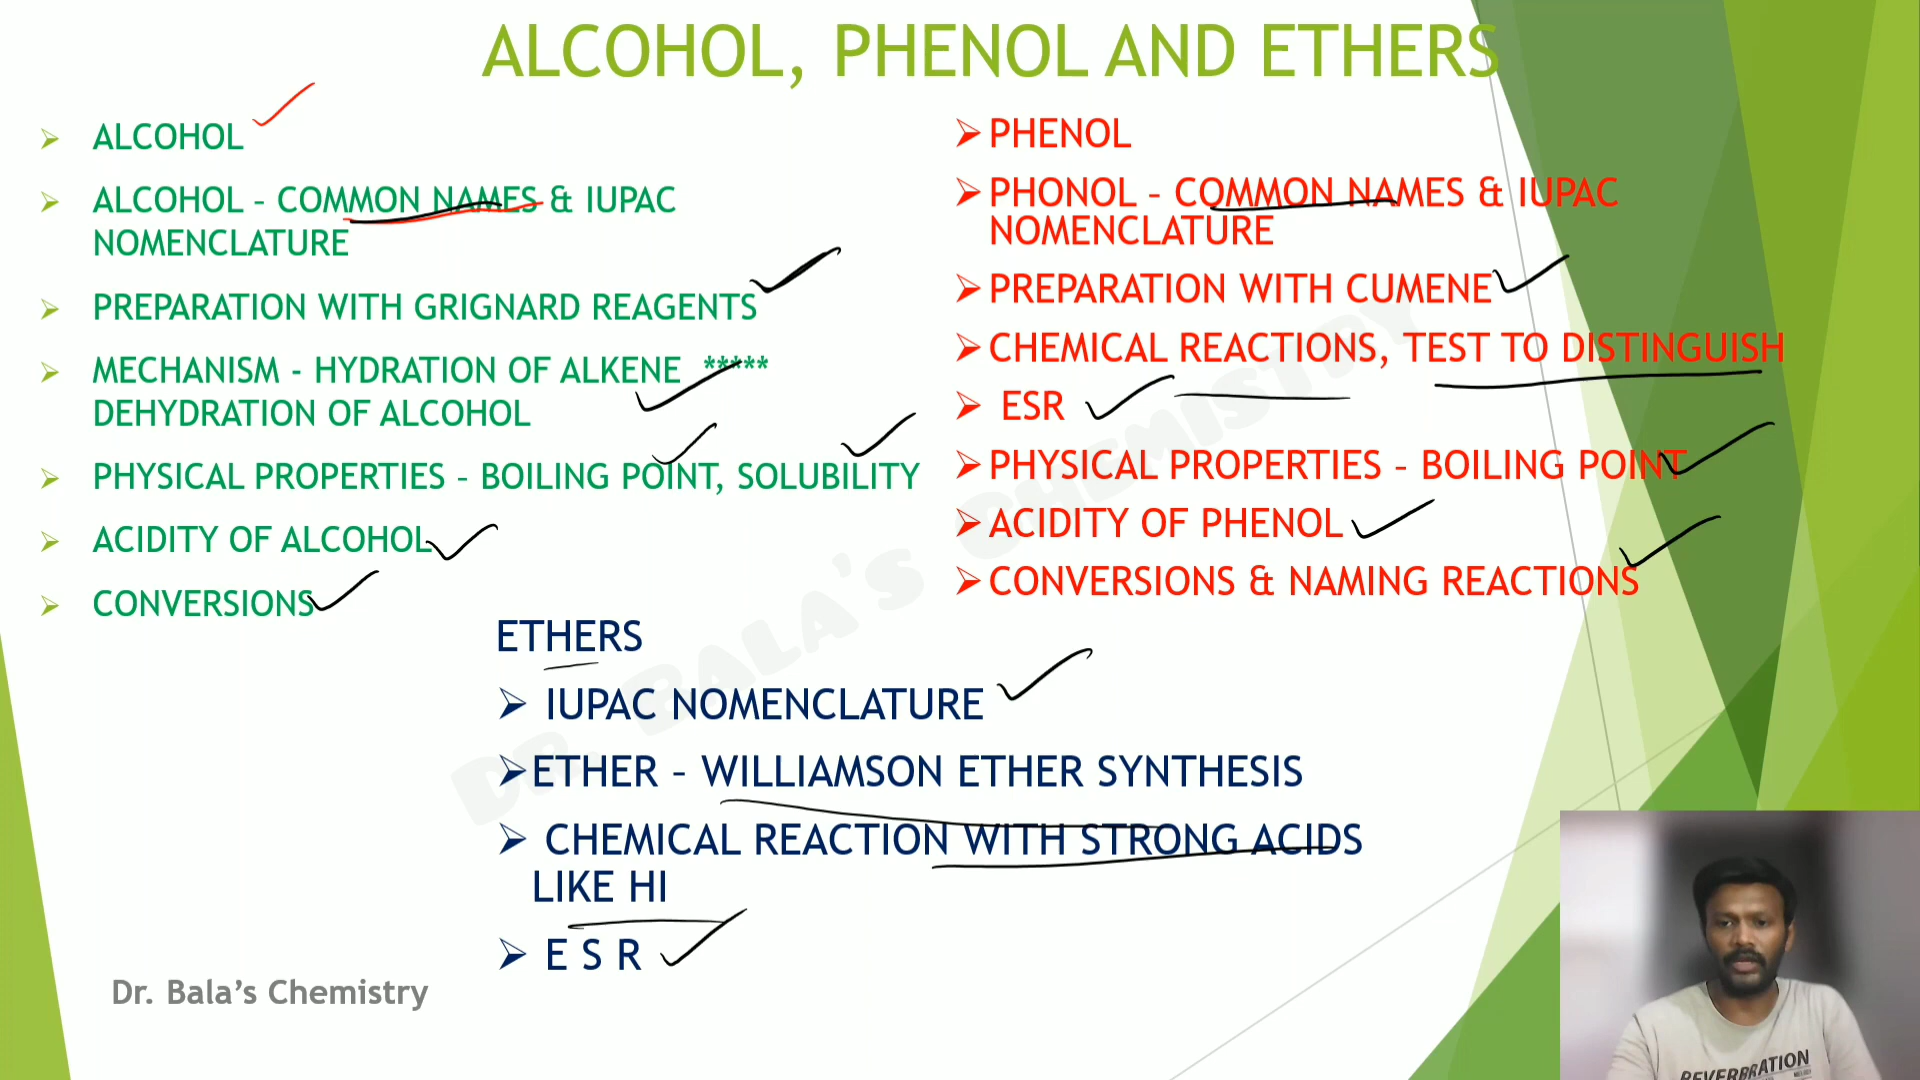 ALCOHOL, PHENOL AND ETHERS
ALCOHOL
ALCOHOL – COMMON NAMES & IUPAC
NOMENCLATURE
PREPARATION WITH GRIGNARD REAGENTS
MECHANISM - HYDRATION OF ALKENE *****
DEHYDRATION OF ALCOHOL
PHYSICAL PROPERTIES – BOILING POINT, SOLUBILITY
ACIDITY OF ALCOHOL
CONVERSIONS
PHENOL
PHONOL – COMMON NAMES & IUPAC
NOMENCLATURE
PREPARATION WITH CUMENE
CHEMICAL REACTIONS, TEST TO DISTINGUISH
ESR
PHYSICAL PROPERTIES – BOILING POINT
ACIDITY OF PHENOL
CONVERSIONS & NAMING REACTIONS
ETHERS
IUPAC NOMENCLATURE
ETHER – WILLIAMSON ETHER SYNTHESIS
CHEMICAL REACTION WITH STRONG ACIDS
LIKE HI
E S R
DR. BALA'S CHEMISTRY
Dr. Bala's Chemistry